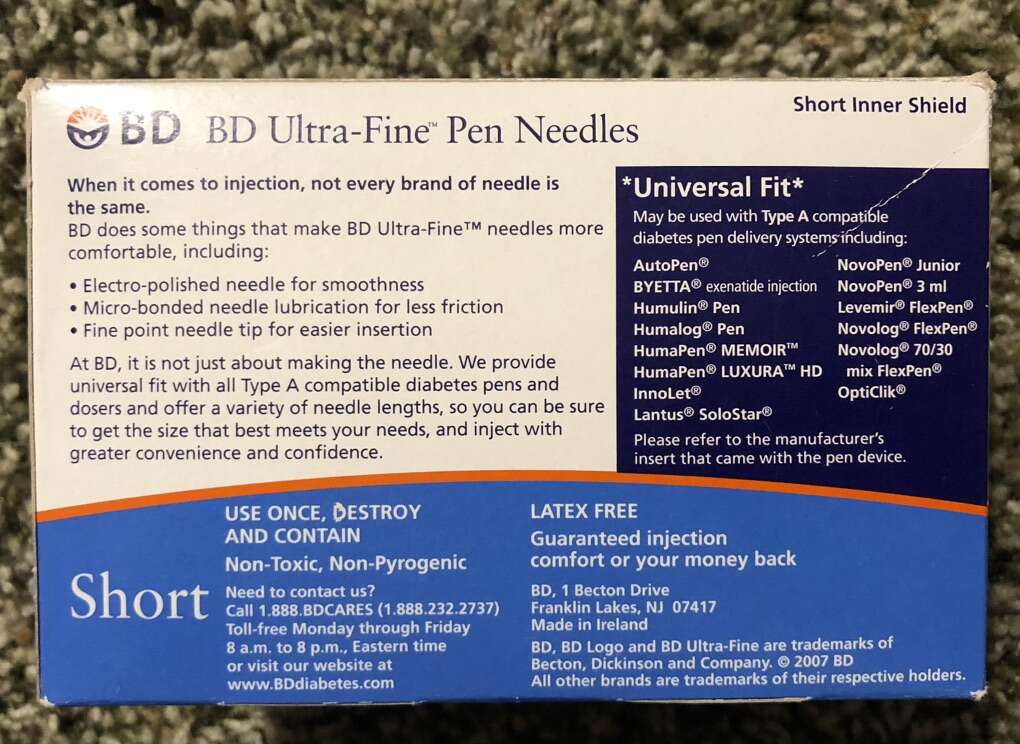 Short Inner Shield
BD BD Ultra-Fine™ Pen Needles
When it comes to injection, not every brand of needle is
the same.
BD does some things that make BD Ultra-Fine™ needles more
comfortable, including:
• Electro-polished needle for smoothness
• Micro-bonded needle lubrication for less friction
• Fine point needle tip for easier insertion
At BD, it is not just about making the needle. We provide
universal fit with all Type A compatible diabetes pens and
dosers and offer a variety of needle lengths, so you can be sure
to get the size that best meets your needs, and inject with
greater convenience and confidence.
*Universal Fit*
May be used with Type A compatible
diabetes pen delivery systems including:
AutoPen®
BYETTA® exenatide injection
Humulin® Pen
Humalog® Pen
HumaPen® MEMOIR™
HumaPen® LUXURA™ HD
InnoLet®
Lantus® SoloStar®
NovoPen® Junior
NovoPen® 3 ml
Levemir® FlexPen®
Novolog® FlexPen®
Novolog® 70/30
mix FlexPen®
OptiClik®
Please refer to the manufacturer's
insert that came with the pen device.
Short
USE ONCE, DESTROY
AND CONTAIN
Non-Toxic, Non-Pyrogenic
Need to contact us?
Call 1.888.BDCARES (1.888.232.2737)
Toll-free Monday through Friday
8 a.m. to 8 p.m., Eastern time
or visit our website at
www.BDdiabetes.com
LATEX FREE
Guaranteed injection
comfort or your money back
BD, 1 Becton Drive
Franklin Lakes, NJ 07417
Made in Ireland
BD, BD Logo and BD Ultra-Fine are trademarks of
Becton, Dickinson and Company. © 2007 BD
All other brands are trademarks of their respective holders.